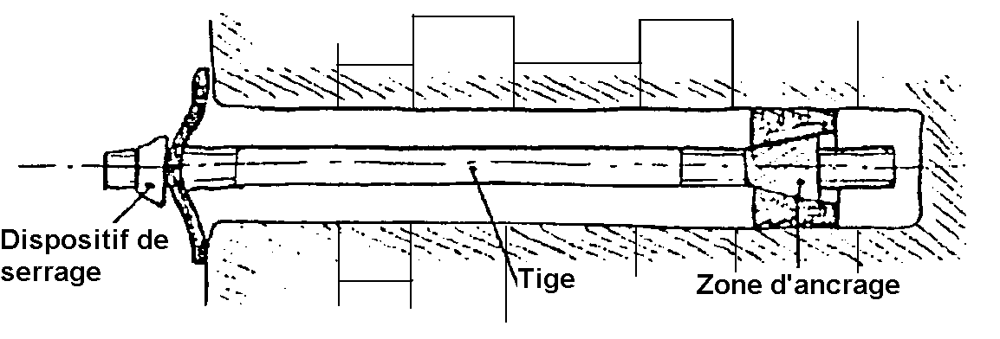 Dispositif de
serrage
Tige
Zone d'ancrage